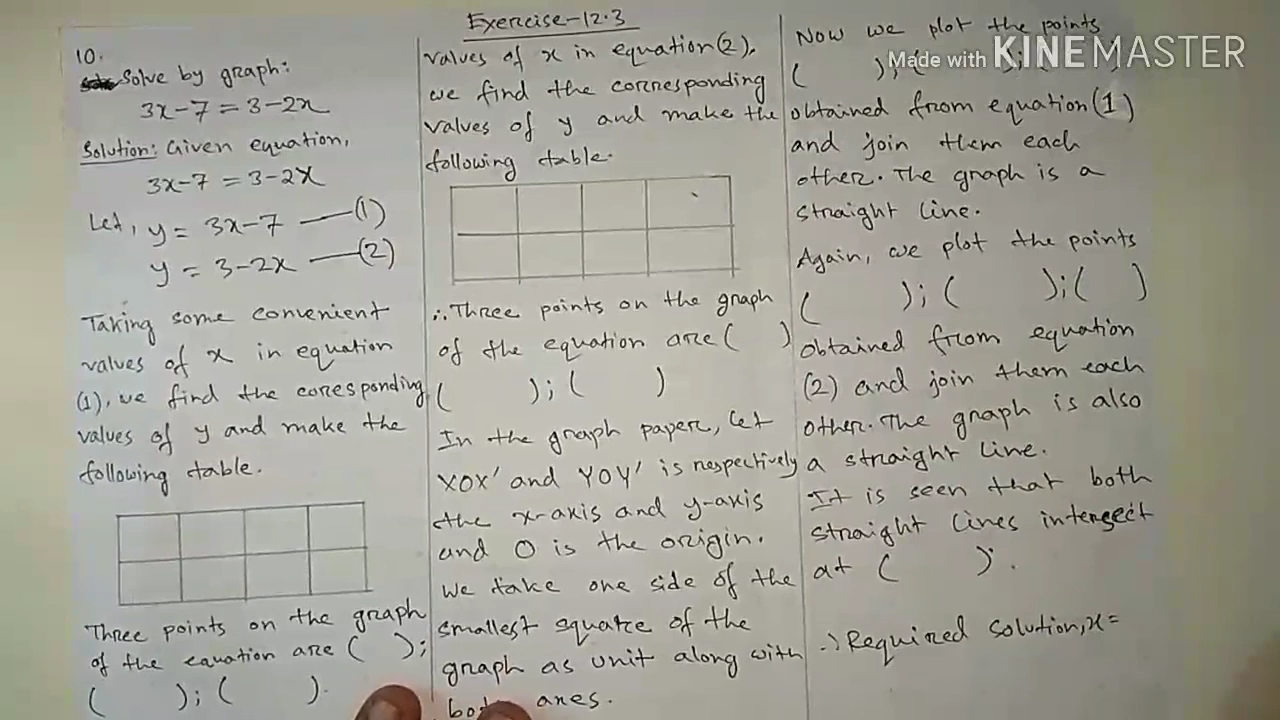 Exercise-12.3
10.
Solve by graph:
3x-7=3-2x
Solution: Given equation,
3x-7=3-2x
Let, y= 3x-7 —(1)
y= 3-2x —(2)
Taking some convenient
values of x in equation
(1), we find the corresponding
values of y and make the
following table.
Three points on the graph
of the equation are ( );
( ); ( ).
values of x in equation(2).
we find the corresponding
values of y and make the
following table.
∴Three points on the graph
of the equation are ( )
( ); ( )
In the graph paper, let
XOX' and YOY' is respectively
the x-axis and y-axis
and O is the origin.
We take one side of the
smallest square of the
graph as unit along with
both axes.
Now we plot the points
Made with KINEMASTER
( );( );( )
obtained from equation(1)
and join them each
other. The graph is a
straight line.
Again, we plot the points
( ); ( ); ( )
obtained from equation
(2) and join them each
other. The graph is also
a straight line.
It is seen that both
straight lines intersect
at ( ).
∴Required solution, x=